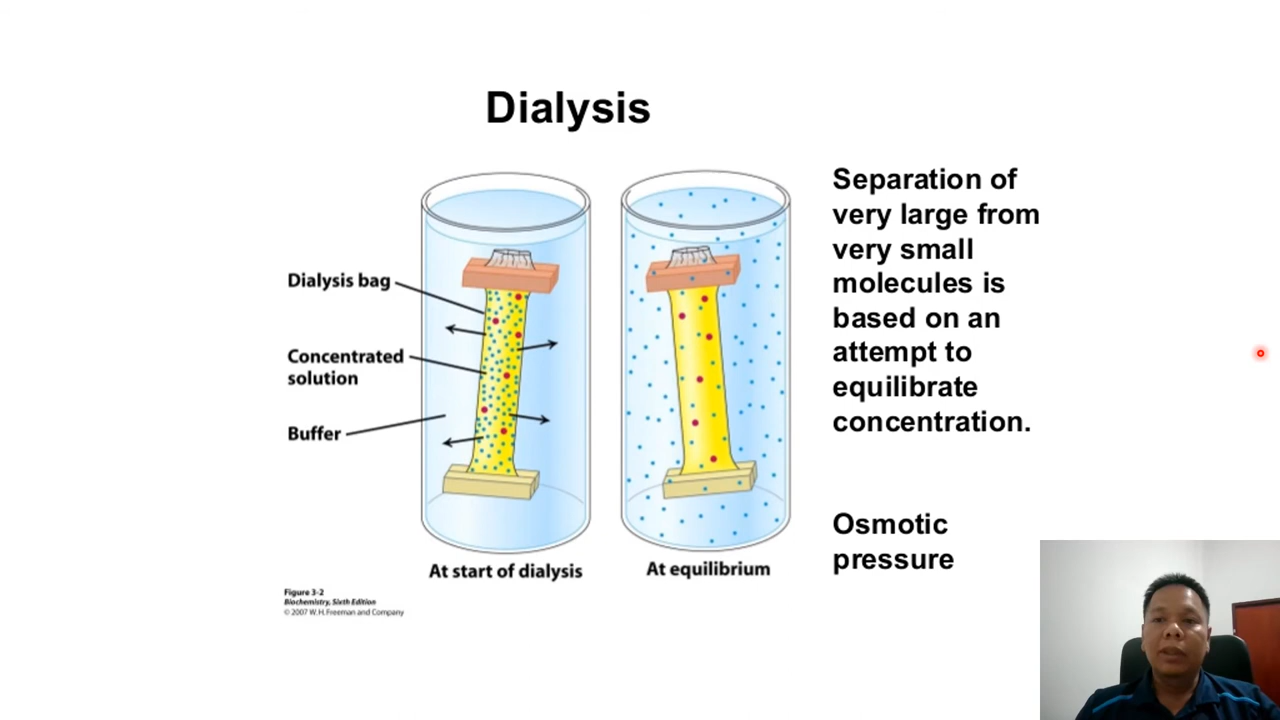 Dialysis
Dialysis bag
Concentrated
solution
Buffer
At start of dialysis
At equilibrium
Separation of
very large from
very small
molecules is
based on an
attempt to
equilibrate
concentration.
Osmotic
pressure
Figure 3-2
Biochemistry, Sixth Edition
© 2007 W. H. Freeman and Company